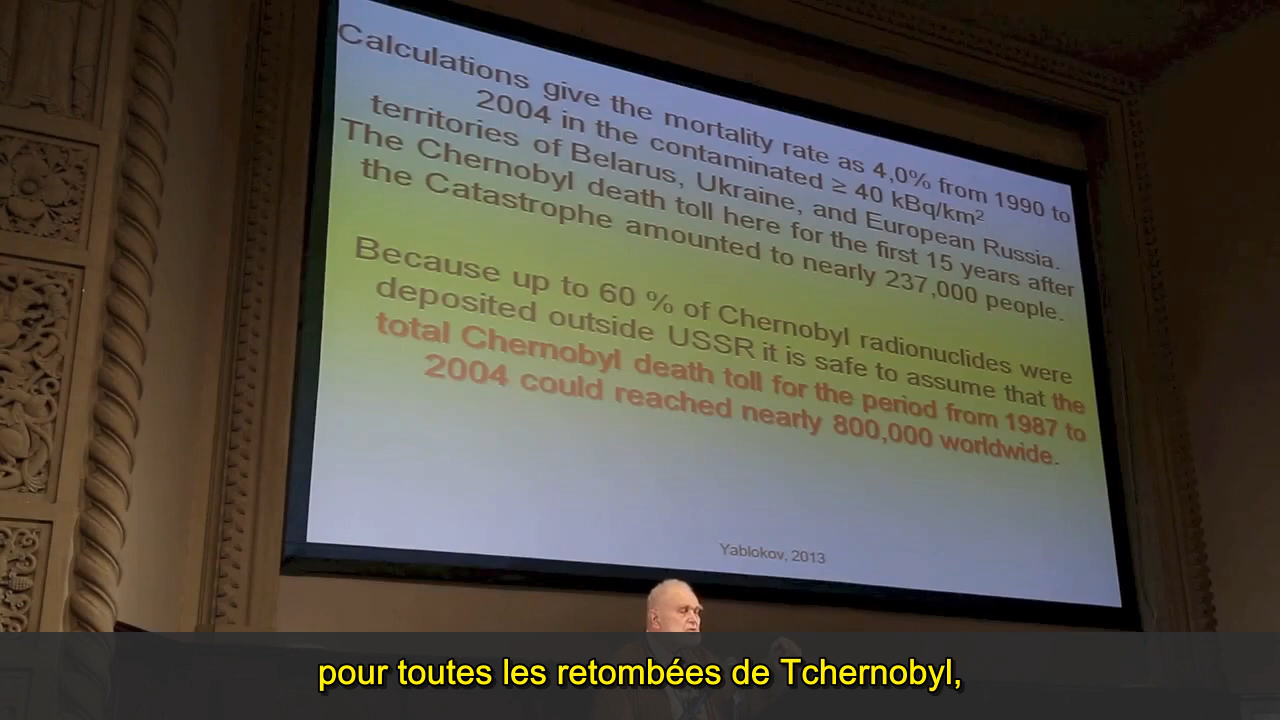 Calculations give the mortality rate as 4,0% from 1990 to
2004 in the contaminated ≥ 40 kBq/km²
territories of Belarus, Ukraine, and European Russia.
The Chernobyl death toll here for the first 15 years after
the Catastrophe amounted to nearly 237,000 people.
Because up to 60 % of Chernobyl radionuclides were
deposited outside USSR it is safe to assume that the
total Chernobyl death toll for the period from 1987 to
2004 could reached nearly 800,000 worldwide.
Yablokov, 2013
pour toutes les retombées de Tchernobyl,